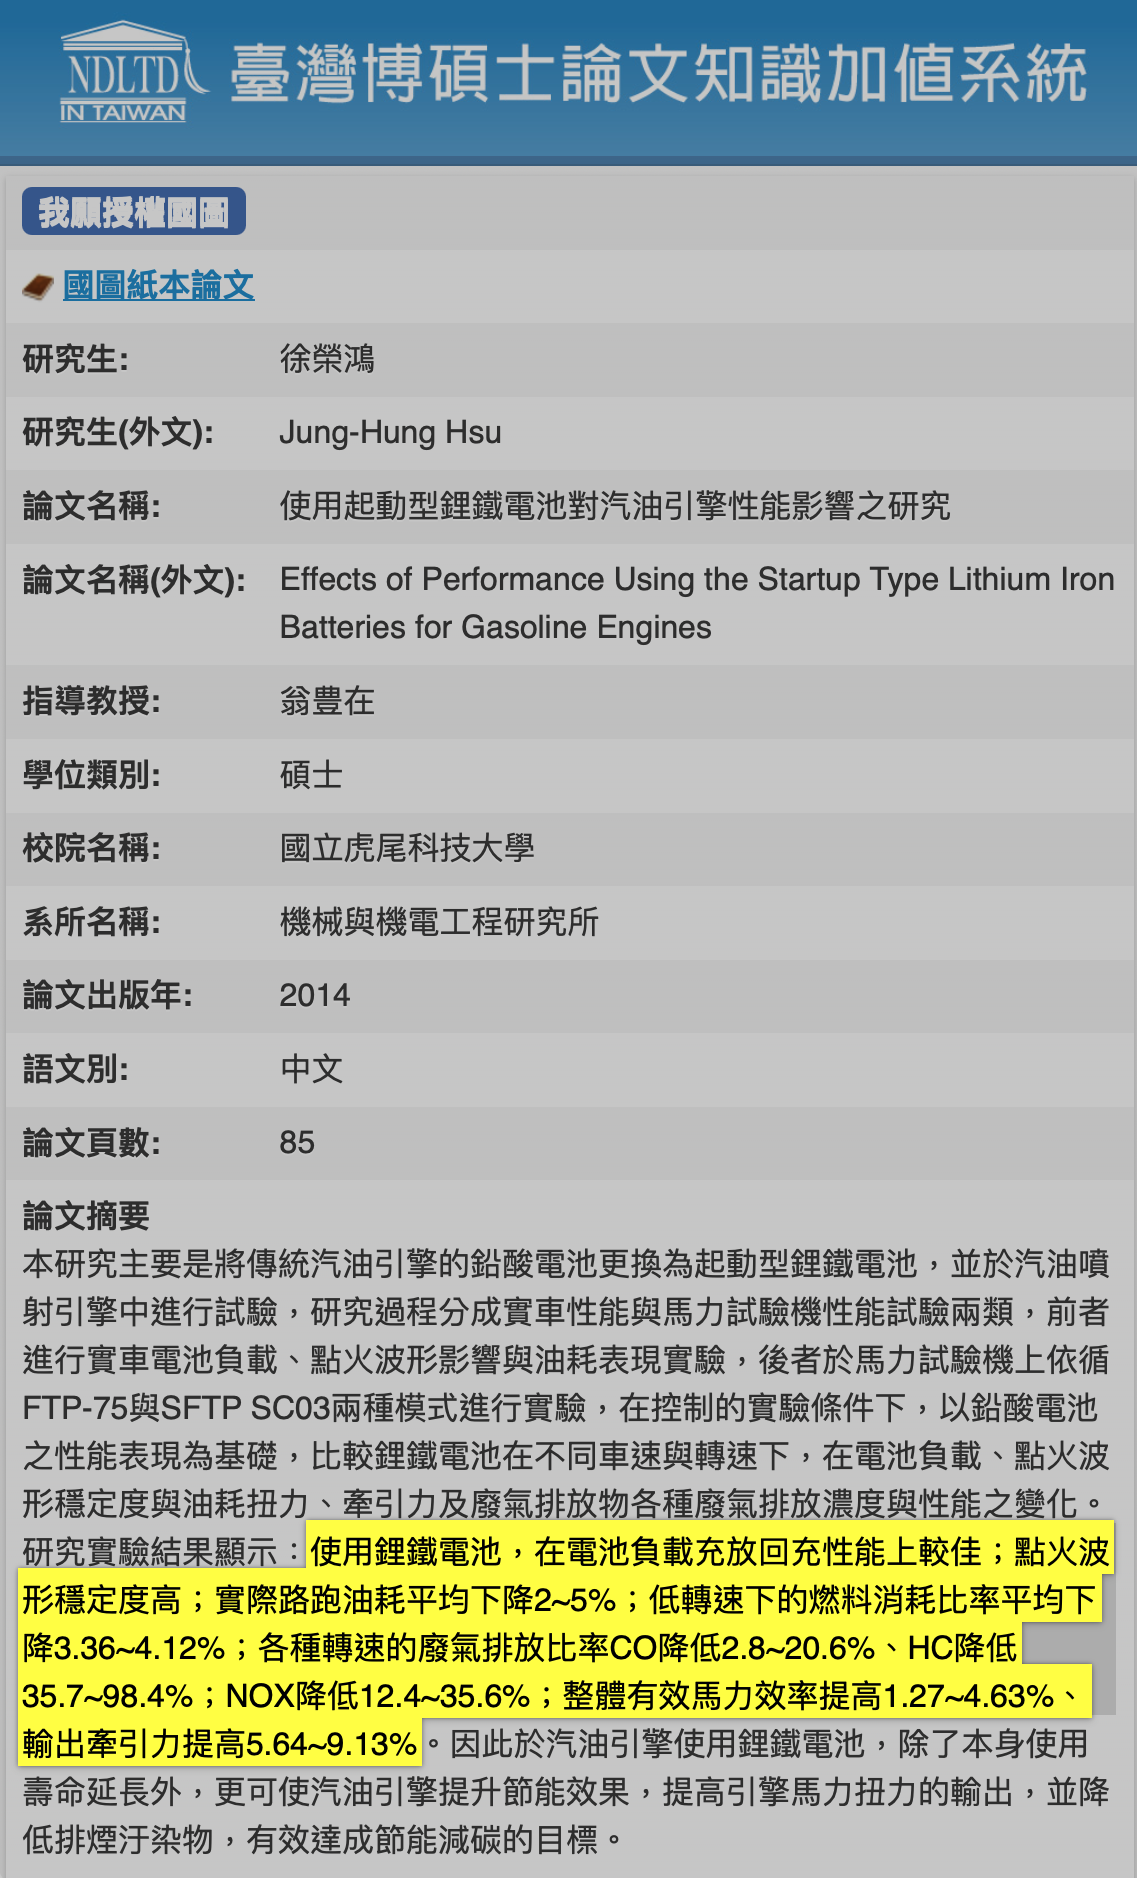 NDLTD
IN TAIWAN
臺灣博碩士論文知識加值系統
我願授權國圖
國圖紙本論文
研究生: 徐榮鴻
研究生(外文): Jung-Hung Hsu
論文名稱: 使用起動型鋰鐵電池對汽油引擎性能影響之研究
論文名稱(外文): Effects of Performance Using the Startup Type Lithium Iron
Batteries for Gasoline Engines
指導教授: 翁豊在
學位類別: 碩士
校院名稱: 國立虎尾科技大學
系所名稱: 機械與機電工程研究所
論文出版年: 2014
語文別: 中文
論文頁數: 85
論文摘要
本研究主要是將傳統汽油引擎的鉛酸電池更換為起動型鋰鐵電池，並於汽油噴
射引擎中進行試驗，研究過程分成實車性能與馬力試驗機性能試驗兩類，前者
進行實車電池負載、點火波形影響與油耗表現實驗，後者於馬力試驗機上依循
FTP-75與SFTP SC03兩種模式進行實驗，在控制的實驗條件下，以鉛酸電池
之性能表現為基礎，比較鋰鐵電池在不同車速與轉速下，在電池負載、點火波
形穩定度與油耗扭力、牽引力及廢氣排放物各種廢氣排放濃度與性能之變化。
研究實驗結果顯示：使用鋰鐵電池，在電池負載充放回充性能上較佳；點火波
形穩定度高；實際路跑油耗平均下降2~5%；低轉速下的燃料消耗比率平均下
降3.36~4.12%；各種轉速的廢氣排放比率CO降低2.8~20.6%、HC降低
35.7~98.4%；NOX降低12.4~35.6%；整體有效馬力效率提高1.27~4.63%、
輸出牽引力提高5.64~9.13%。因此於汽油引擎使用鋰鐵電池，除了本身使用
壽命延長外，更可使汽油引擎提升節能效果，提高引擎馬力扭力的輸出，並降
低排煙汙染物，有效達成節能減碳的目標。